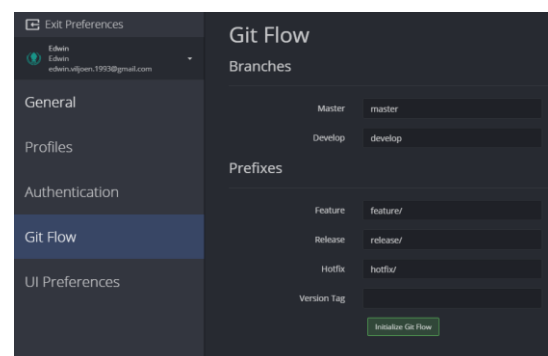 Exit Preferences
Edwin
Edwin
edwin.viljoen.1993@gmail.com
General
Profiles
Authentication
Git Flow
UI Preferences
Git Flow
Branches
Master master
Develop develop
Prefixes
Feature feature/
Release release/
Hotfix hotfix/
Version Tag
Initialize Git Flow